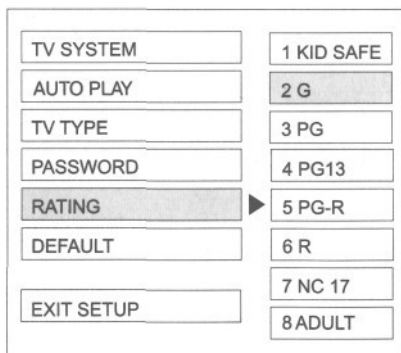 TV SYSTEM
AUTO PLAY
TV TYPE
PASSWORD
RATING
DEFAULT
EXIT SETUP
1 KID SAFE
2 G
3 PG
4 PG13
5 PG-R
6 R
7 NC 17
8 ADULT